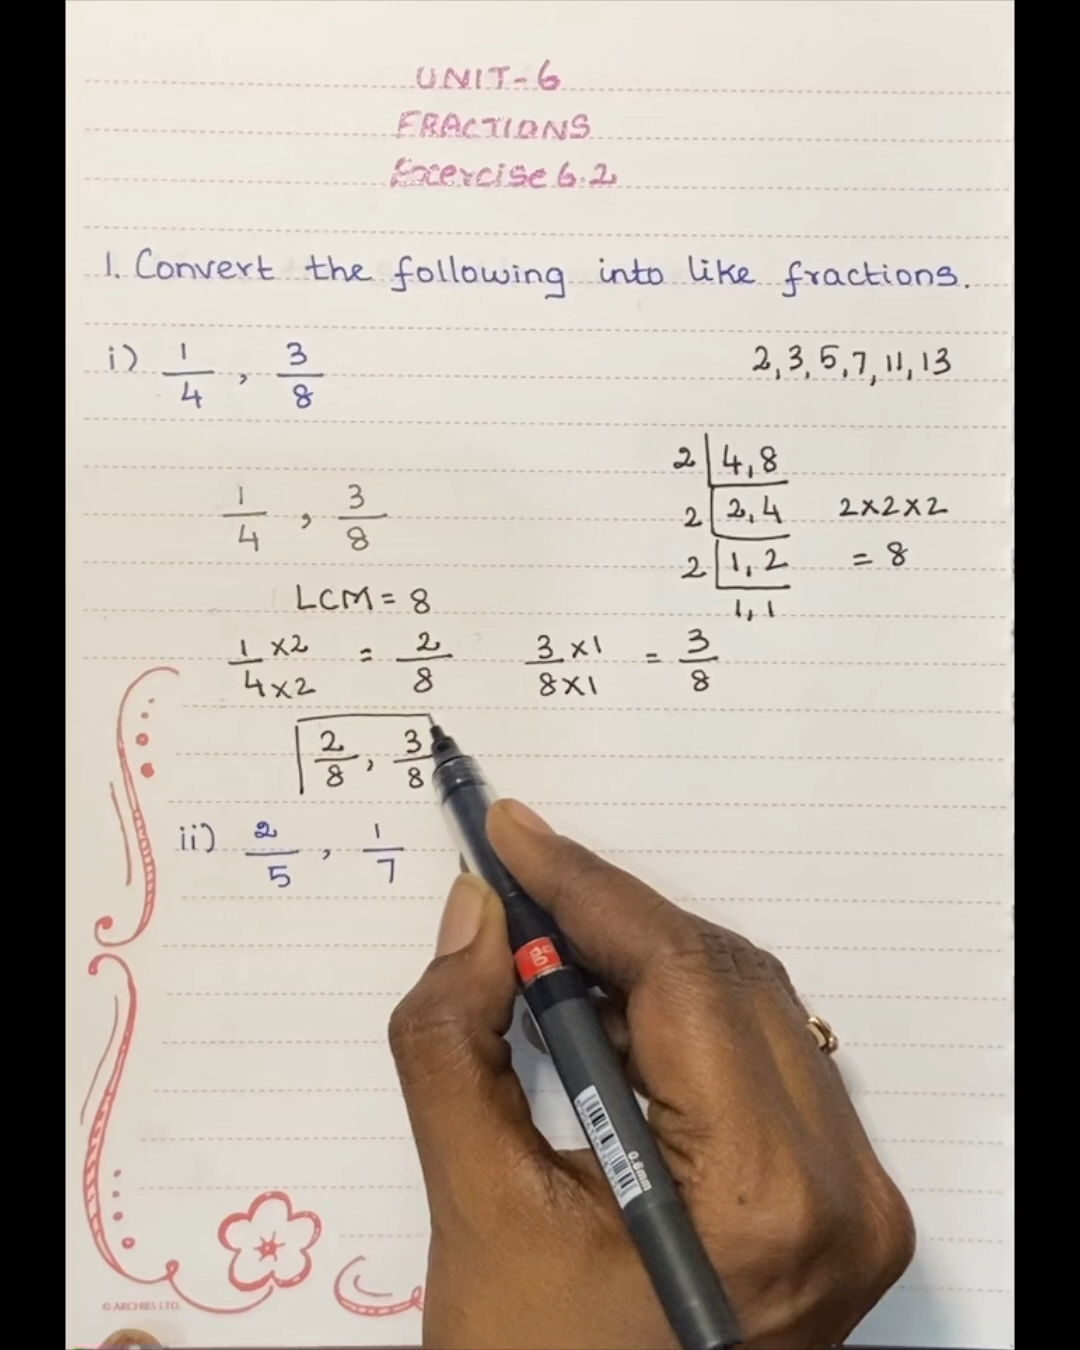 UNIT-6
FRACTIONS
Exercise 6.2
1. Convert the following into like fractions.
i) 1/4 , 3/8
2,3,5,7,11,13
1/4 , 3/8
2 | 4,8
2 | 2,4 2×2×2
2 | 1,2 = 8
1,1
LCM = 8
1×2/4×2 = 2/8 3×1/8×1 = 3/8
2/8 , 3/8
ii) 2/5 , 1/7
g
0.6mm
© ARCHIES LTD.